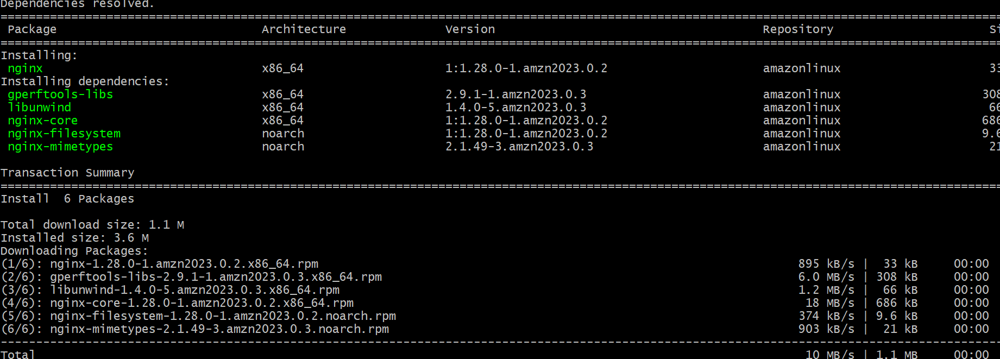 Dependencies resolved.
================================================================================
Package Architecture Version Repository Si
================================================================================
Installing:
nginx x86_64 1:1.28.0-1.amzn2023.0.2 amazonlinux 33
Installing dependencies:
gperftools-libs x86_64 2.9.1-1.amzn2023.0.3 amazonlinux 308
libunwind x86_64 1.4.0-5.amzn2023.0.3 amazonlinux 66
nginx-core x86_64 1:1.28.0-1.amzn2023.0.2 amazonlinux 686
nginx-filesystem noarch 1:1.28.0-1.amzn2023.0.2 amazonlinux 9.6
nginx-mimetypes noarch 2.1.49-3.amzn2023.0.3 amazonlinux 21
Transaction Summary
================================================================================
Install 6 Packages
Total download size: 1.1 M
Installed size: 3.6 M
Downloading Packages:
(1/6): nginx-1.28.0-1.amzn2023.0.2.x86_64.rpm 895 kB/s | 33 kB 00:00
(2/6): gperftools-libs-2.9.1-1.amzn2023.0.3.x86_64.rpm 6.0 MB/s | 308 kB 00:00
(3/6): libunwind-1.4.0-5.amzn2023.0.3.x86_64.rpm 1.2 MB/s | 66 kB 00:00
(4/6): nginx-core-1.28.0-1.amzn2023.0.2.x86_64.rpm 18 MB/s | 686 kB 00:00
(5/6): nginx-filesystem-1.28.0-1.amzn2023.0.2.noarch.rpm 374 kB/s | 9.6 kB 00:00
(6/6): nginx-mimetypes-2.1.49-3.amzn2023.0.3.noarch.rpm 903 kB/s | 21 kB 00:00
--------------------------------------------------------------------------------
Total 10 MB/s | 1.1 MB 00:00